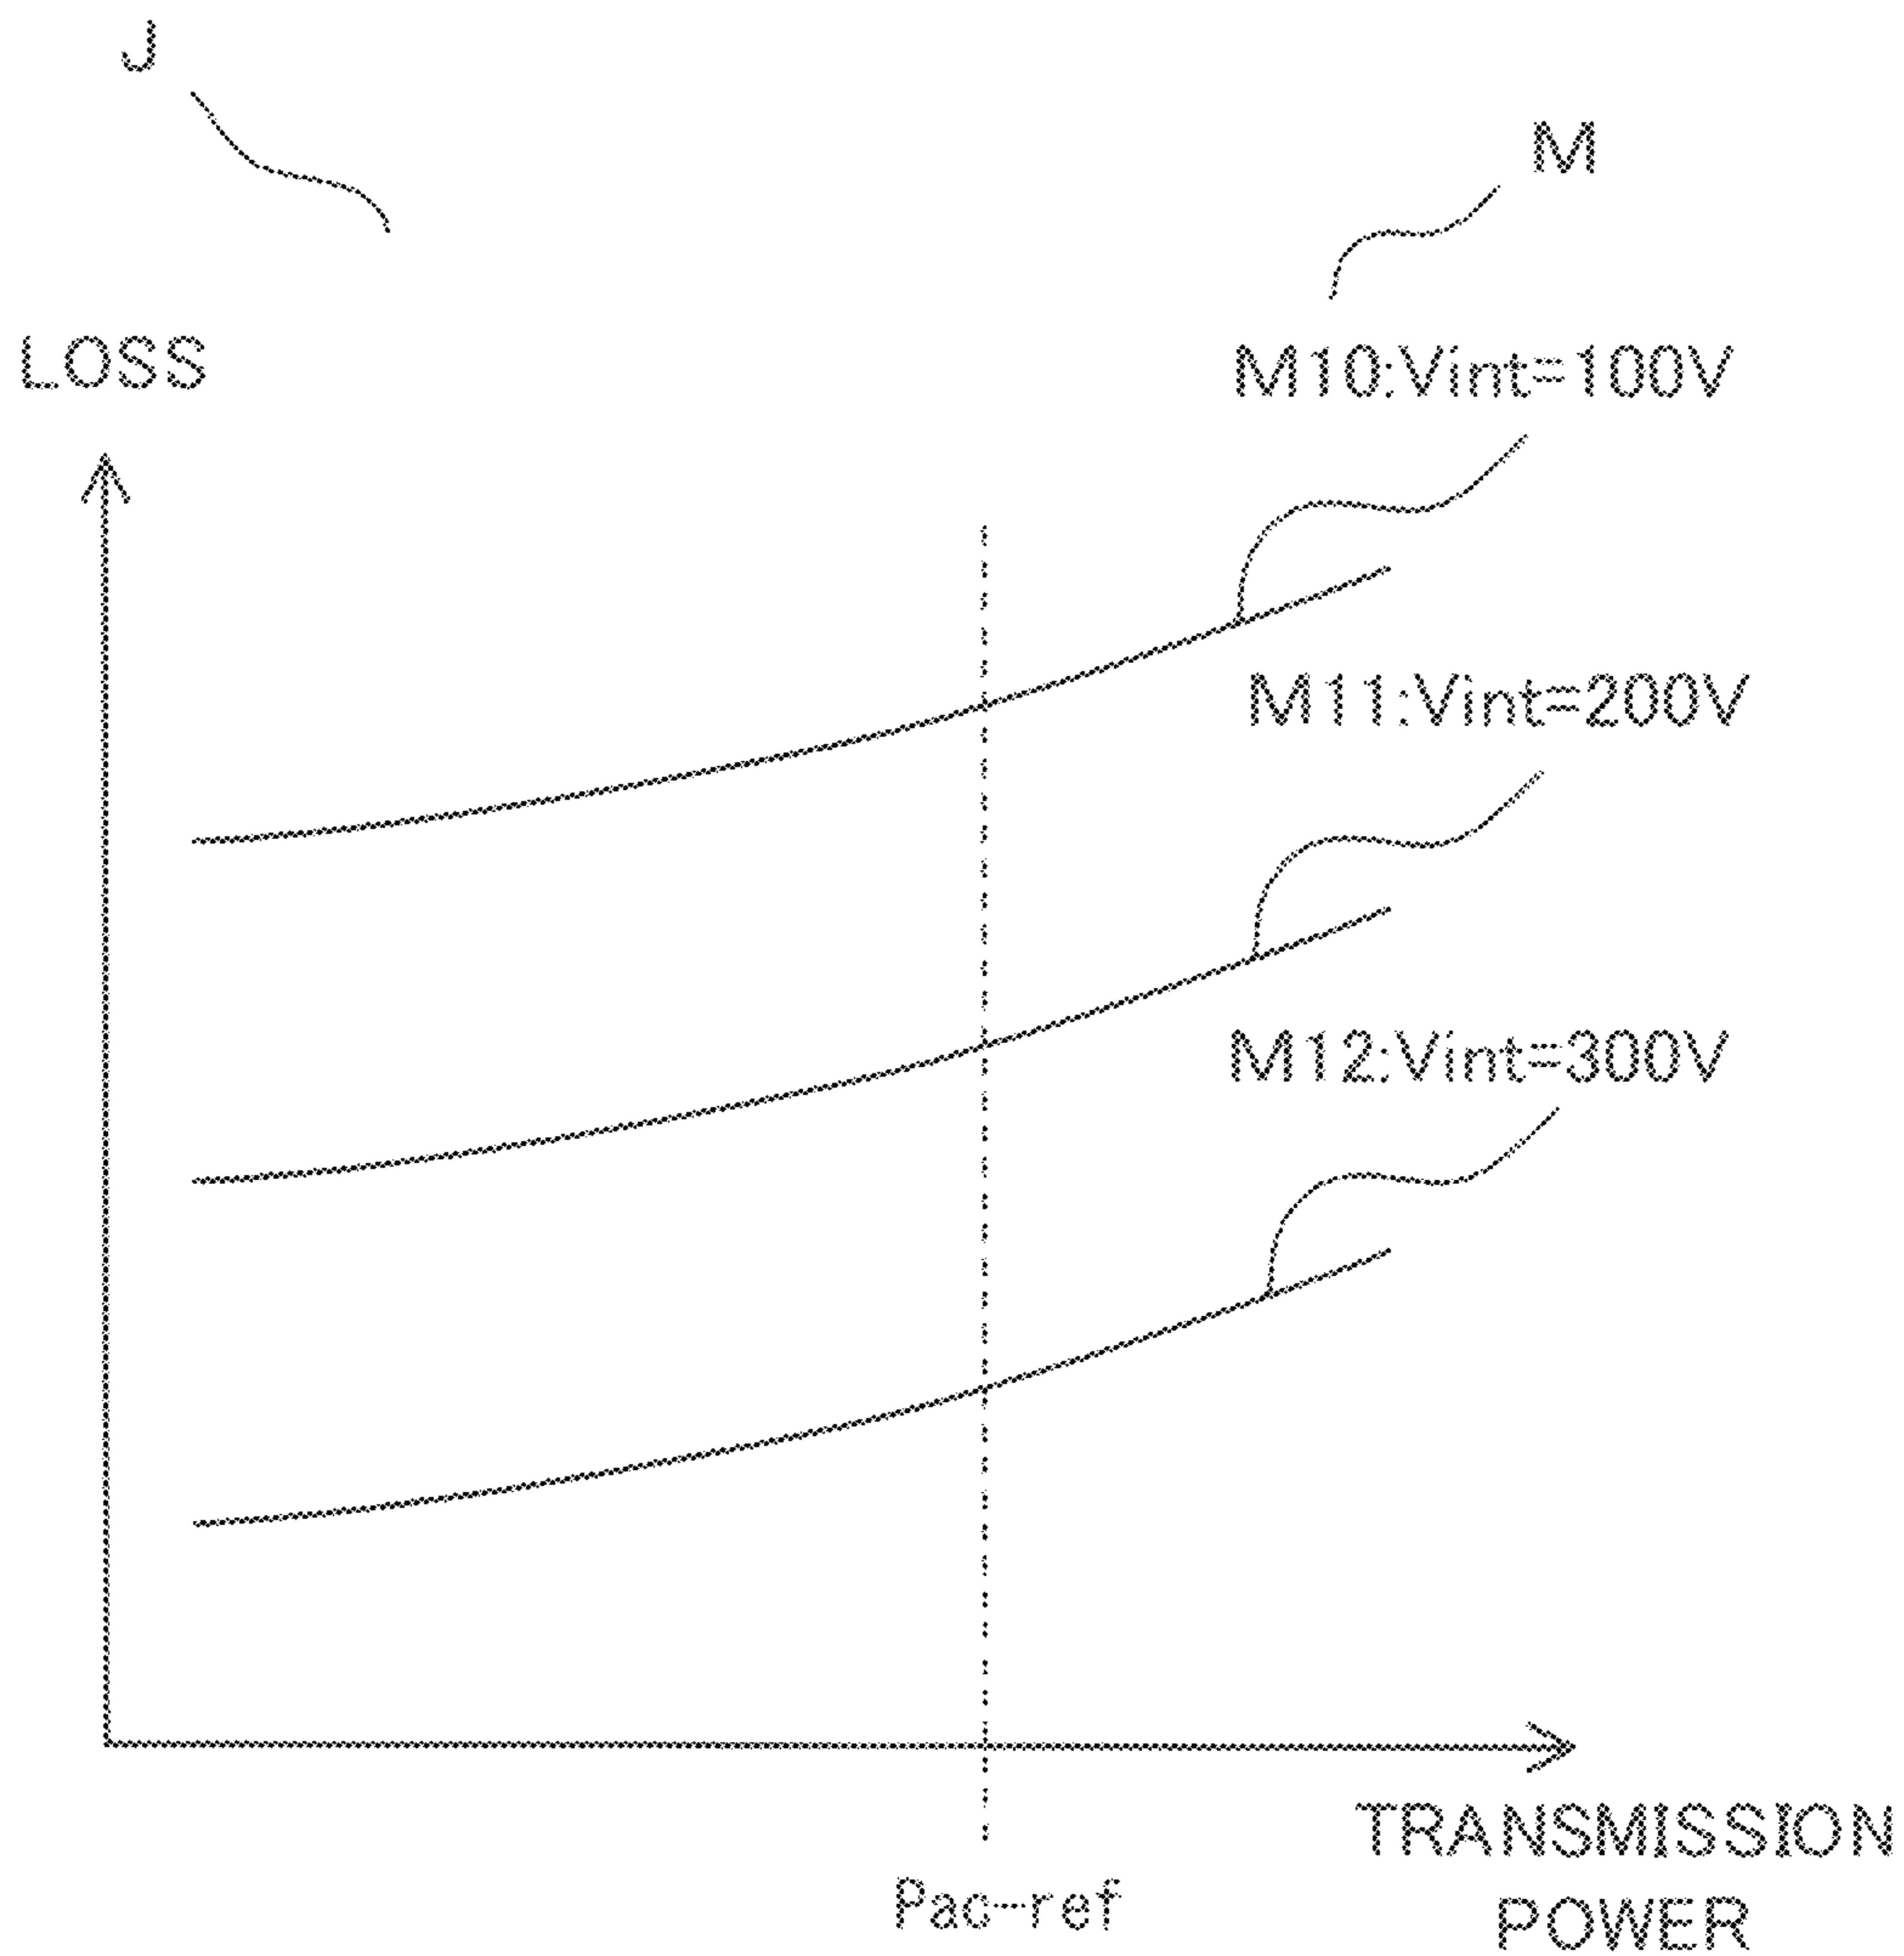 J
M
LOSS
M10:Vint=100V
M11:Vint=200V
M12:Vint=300V
TRANSMISSION
POWER
Pac-ref